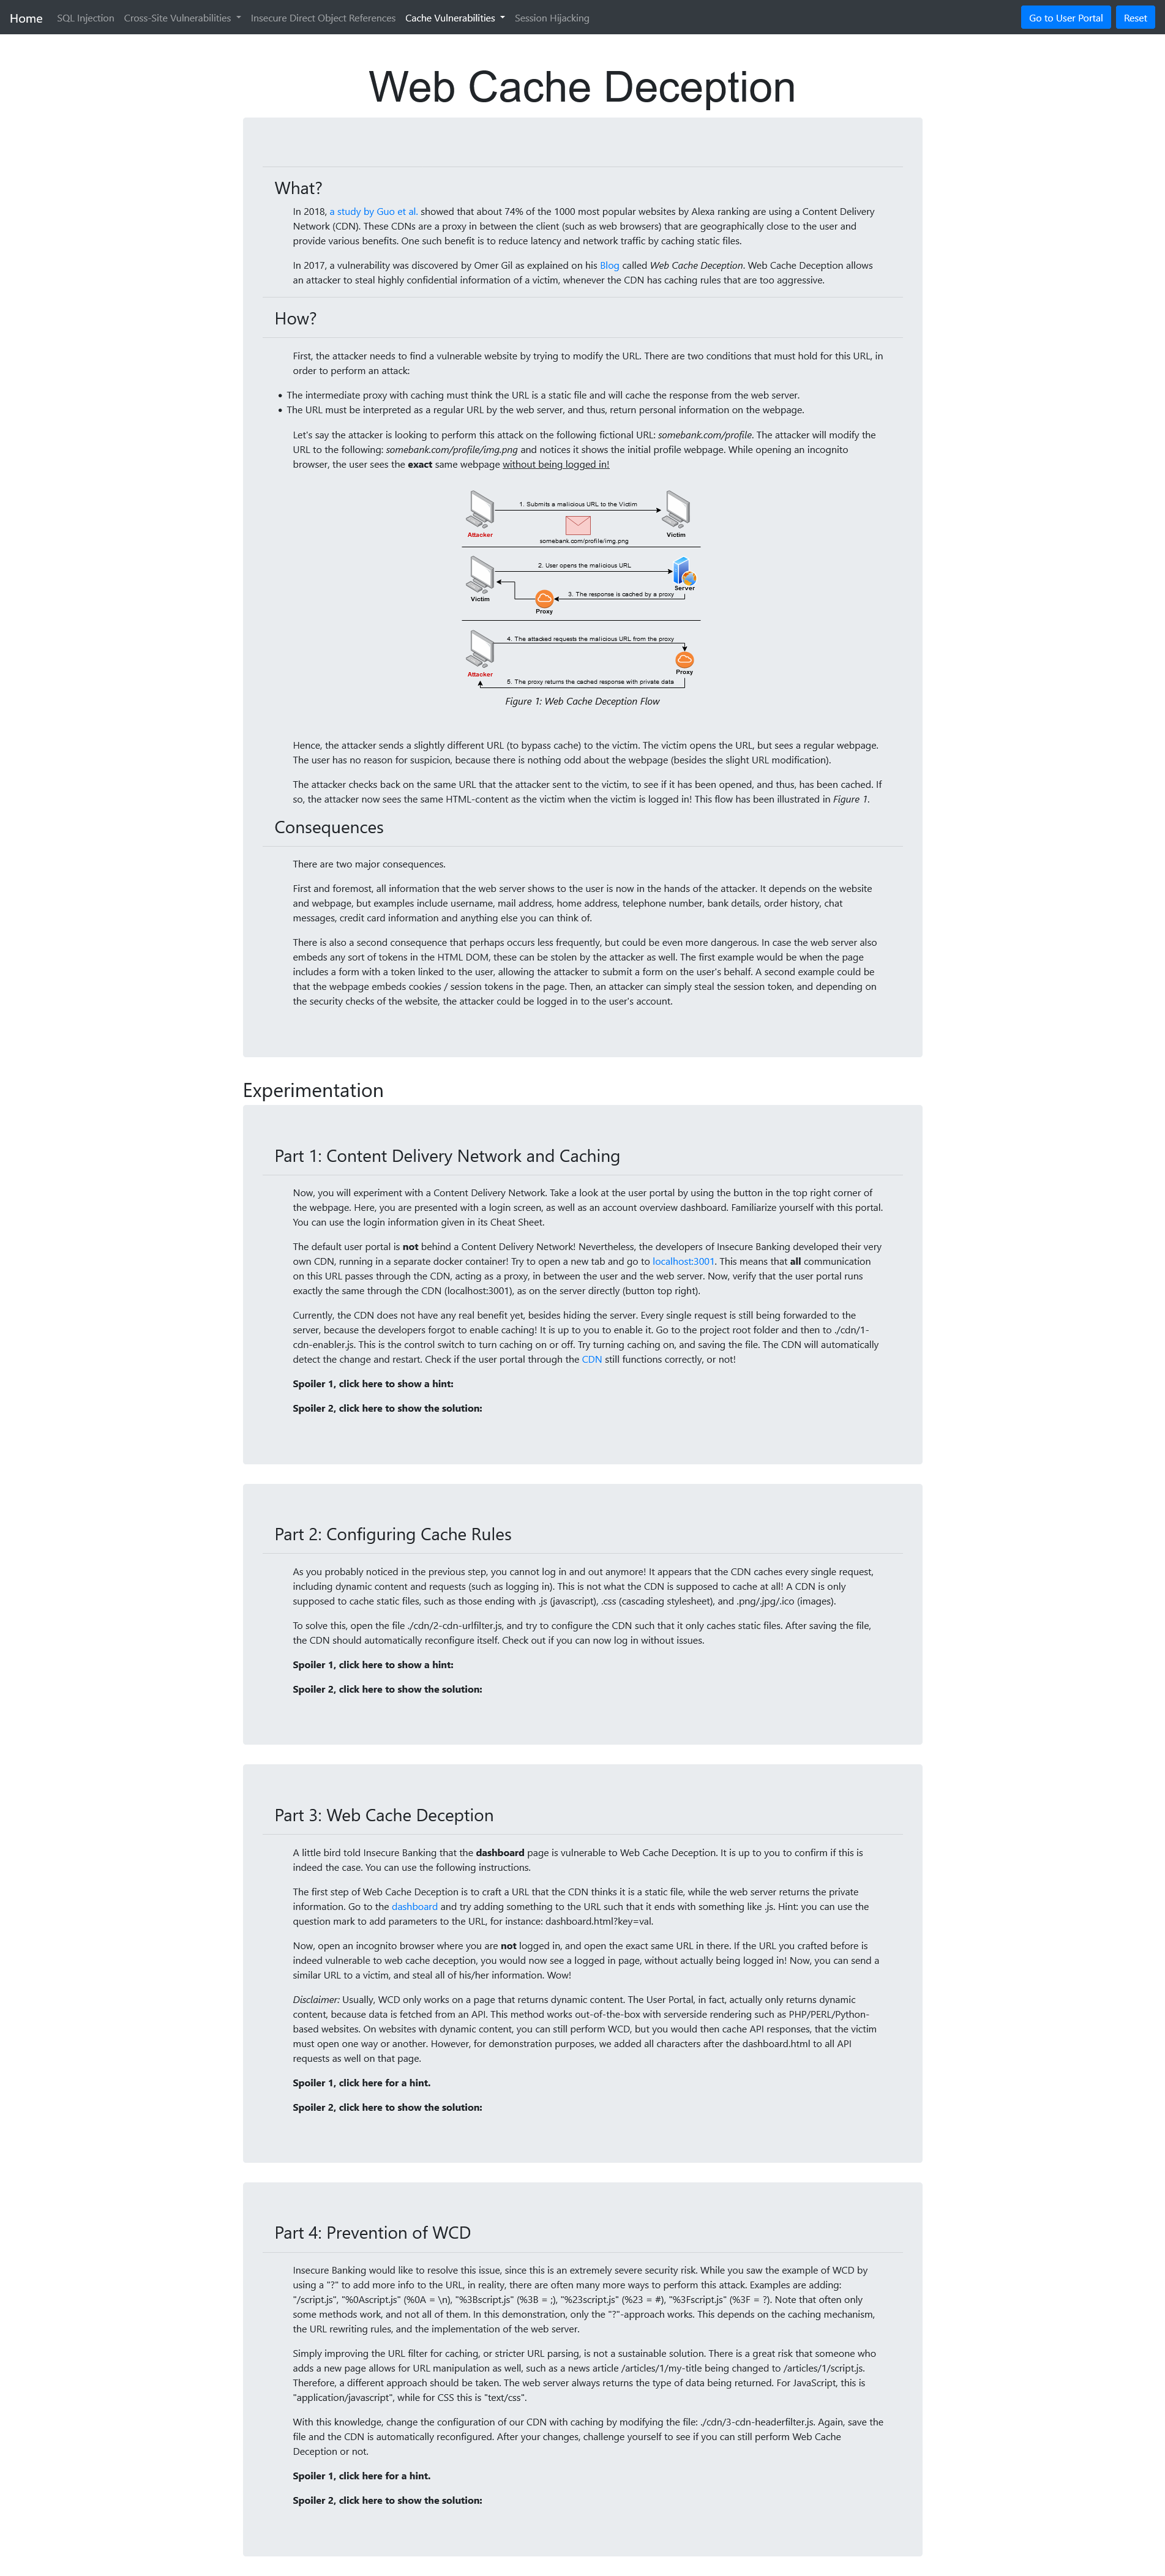 Home SQL Injection Cross-Site Vulnerabilities Insecure Direct Object References Cache Vulnerabilities Session Hijacking Go to User Portal Reset
Web Cache Deception
What?
In 2018, a study by Guo et al. showed that about 74% of the 1000 most popular websites by Alexa ranking are using a Content Delivery
Network (CDN). These CDNs are a proxy in between the client (such as web browsers) that are geographically close to the user and
provide various benefits. One such benefit is to reduce latency and network traffic by caching static files.
In 2017, a vulnerability was discovered by Omer Gil as explained on his Blog called Web Cache Deception. Web Cache Deception allows
an attacker to steal highly confidential information of a victim, whenever the CDN has caching rules that are too aggressive.
How?
First, the attacker needs to find a vulnerable website by trying to modify the URL. There are two conditions that must hold for this URL, in
order to perform an attack:
• The intermediate proxy with caching must think the URL is a static file and will cache the response from the web server.
• The URL must be interpreted as a regular URL by the web server, and thus, return personal information on the webpage.
Let's say the attacker is looking to perform this attack on the following fictional URL: somebank.com/profile. The attacker will modify the
URL to the following: somebank.com/profile/img.png and notices it shows the initial profile webpage. While opening an incognito
browser, the user sees the exact same webpage without being logged in!
1. Submits a malicious URL to the Victim
Attacker
somebank.com/profile/img.png
Victim
2. User opens the malicious URL
Server
3. The response is cached by a proxy
Victim
Proxy
4. The attacked requests the malicious URL from the proxy
Attacker
Proxy
5. The proxy returns the cached response with private data
Figure 1: Web Cache Deception Flow
Hence, the attacker sends a slightly different URL (to bypass cache) to the victim. The victim opens the URL, but sees a regular webpage.
The user has no reason for suspicion, because there is nothing odd about the webpage (besides the slight URL modification).
The attacker checks back on the same URL that the attacker sent to the victim, to see if it has been opened, and thus, has been cached. If
so, the attacker now sees the same HTML-content as the victim when the victim is logged in! This flow has been illustrated in Figure 1.
Consequences
There are two major consequences.
First and foremost, all information that the web server shows to the user is now in the hands of the attacker. It depends on the website
and webpage, but examples include username, mail address, home address, telephone number, bank details, order history, chat
messages, credit card information and anything else you can think of.
There is also a second consequence that perhaps occurs less frequently, but could be even more dangerous. In case the web server also
embeds any sort of tokens in the HTML DOM, these can be stolen by the attacker as well. The first example would be when the page
includes a form with a token linked to the user, allowing the attacker to submit a form on the user's behalf. A second example could be
that the webpage embeds cookies / session tokens in the page. Then, an attacker can simply steal the session token, and depending on
the security checks of the website, the attacker could be logged in to the user's account.
Experimentation
Part 1: Content Delivery Network and Caching
Now, you will experiment with a Content Delivery Network. Take a look at the user portal by using the button in the top right corner of
the webpage. Here, you are presented with a login screen, as well as an account overview dashboard. Familiarize yourself with this portal.
You can use the login information given in its Cheat Sheet.
The default user portal is not behind a Content Delivery Network! Nevertheless, the developers of Insecure Banking developed their very
own CDN, running in a separate docker container! Try to open a new tab and go to localhost:3001. This means that all communication
on this URL passes through the CDN, acting as a proxy, in between the user and the web server. Now, verify that the user portal runs
exactly the same through the CDN (localhost:3001), as on the server directly (button top right).
Currently, the CDN does not have any real benefit yet, besides hiding the server. Every single request is still being forwarded to the
server, because the developers forgot to enable caching! It is up to you to enable it. Go to the project root folder and then to ./cdn/1-
cdn-enabler.js. This is the control switch to turn caching on or off. Try turning caching on, and saving the file. The CDN will automatically
detect the change and restart. Check if the user portal through the CDN still functions correctly, or not!
Spoiler 1, click here to show a hint:
Spoiler 2, click here to show the solution:
Part 2: Configuring Cache Rules
As you probably noticed in the previous step, you cannot log in and out anymore! It appears that the CDN caches every single request,
including dynamic content and requests (such as logging in). This is not what the CDN is supposed to cache at all! A CDN is only
supposed to cache static files, such as those ending with .js (javascript), .css (cascading stylesheet), and .png/.jpg/.ico (images).
To solve this, open the file ./cdn/2-cdn-urlfilter.js, and try to configure the CDN such that it only caches static files. After saving the file,
the CDN should automatically reconfigure itself. Check out if you can now log in without issues.
Spoiler 1, click here to show a hint:
Spoiler 2, click here to show the solution:
Part 3: Web Cache Deception
A little bird told Insecure Banking that the dashboard page is vulnerable to Web Cache Deception. It is up to you to confirm if this is
indeed the case. You can use the following instructions.
The first step of Web Cache Deception is to craft a URL that the CDN thinks it is a static file, while the web server returns the private
information. Go to the dashboard and try adding something to the URL such that it ends with something like .js. Hint: you can use the
question mark to add parameters to the URL, for instance: dashboard.html?key=val.
Now, open an incognito browser where you are not logged in, and open the exact same URL in there. If the URL you crafted before is
indeed vulnerable to web cache deception, you would now see a logged in page, without actually being logged in! Now, you can send a
similar URL to a victim, and steal all of his/her information. Wow!
Disclaimer: Usually, WCD only works on a page that returns dynamic content. The User Portal, in fact, actually only returns dynamic
content, because data is fetched from an API. This method works out-of-the-box with serverside rendering such as PHP/PERL/Python-
based websites. On websites with dynamic content, you can still perform WCD, but you would then cache API responses, that the victim
must open one way or another. However, for demonstration purposes, we added all characters after the dashboard.html to all API
requests as well on that page.
Spoiler 1, click here for a hint.
Spoiler 2, click here to show the solution:
Part 4: Prevention of WCD
Insecure Banking would like to resolve this issue, since this is an extremely severe security risk. While you saw the example of WCD by
using a "?" to add more info to the URL, in reality, there are often many more ways to perform this attack. Examples are adding:
"/script.js", "%0Ascript.js" (%0A = \n), "%3Bscript.js" (%3B = ;), "%23script.js" (%23 = #), "%3Fscript.js" (%3F = ?). Note that often only
some methods work, and not all of them. In this demonstration, only the "?"-approach works. This depends on the caching mechanism,
the URL rewriting rules, and the implementation of the web server.
Simply improving the URL filter for caching, or stricter URL parsing, is not a sustainable solution. There is a great risk that someone who
adds a new page allows for URL manipulation as well, such as a news article /articles/1/my-title being changed to /articles/1/script.js.
Therefore, a different approach should be taken. The web server always returns the type of data being returned. For JavaScript, this is
"application/javascript", while for CSS this is "text/css".
With this knowledge, change the configuration of our CDN with caching by modifying the file: ./cdn/3-cdn-headerfilter.js. Again, save the
file and the CDN is automatically reconfigured. After your changes, challenge yourself to see if you can still perform Web Cache
Deception or not.
Spoiler 1, click here for a hint.
Spoiler 2, click here to show the solution: